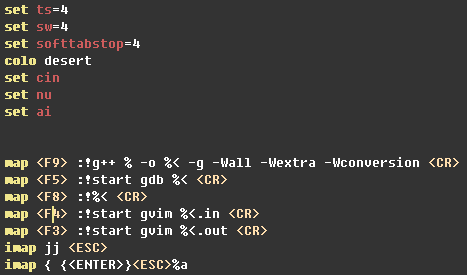 set ts=4
set sw=4
set softtabstop=4
colo desert
set cin
set nu
set ai
map <F9> :!g++ % -o %< -g -Wall -Wextra -Wconversion <CR>
map <F5> :!start gdb %< <CR>
map <F8> :!%< <CR>
map <F4> :!start gvim %<.in <CR>
map <F3> :!start gvim %<.out <CR>
imap jj <ESC>
imap { {<ENTER>}<ESC>%a